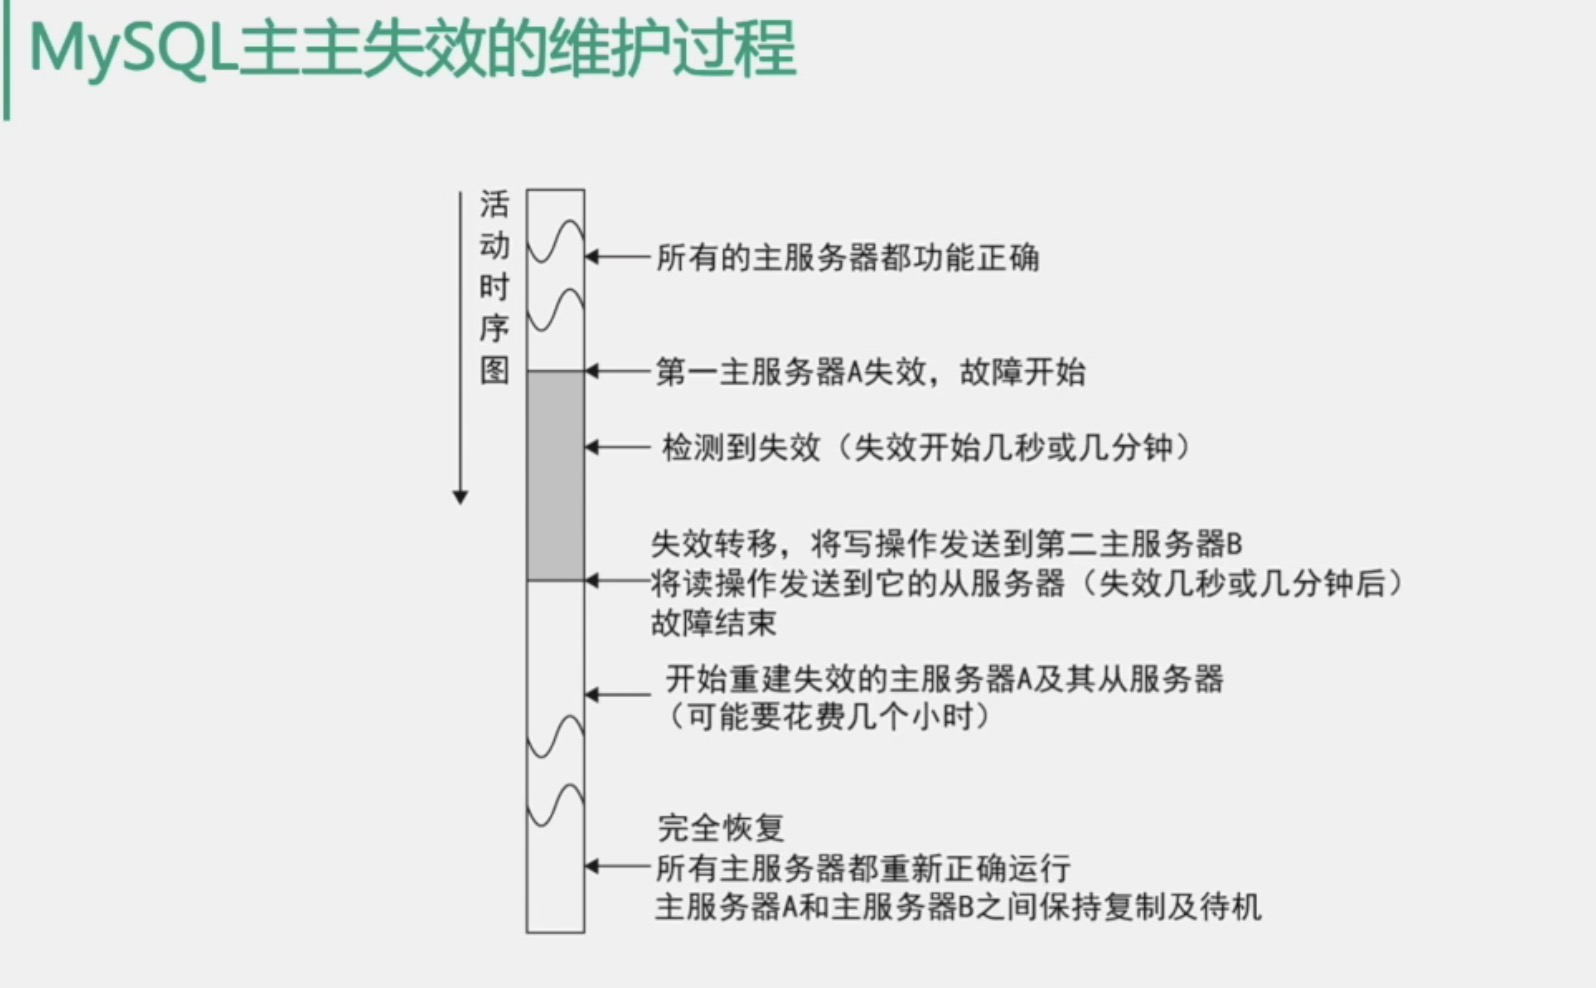 MySQL主主失效的维护过程
活动时序图
所有的主服务器都功能正确
第一主服务器A失效，故障开始
检测到失效（失效开始几秒或几分钟）
失效转移，将写操作发送到第二主服务器B
将读操作发送到它的从服务器（失效几秒或几分钟后）
故障结束
开始重建失效的主服务器A及其从服务器
（可能要花费几个小时）
完全恢复
所有主服务器都重新正确运行
主服务器A和主服务器B之间保持复制及待机